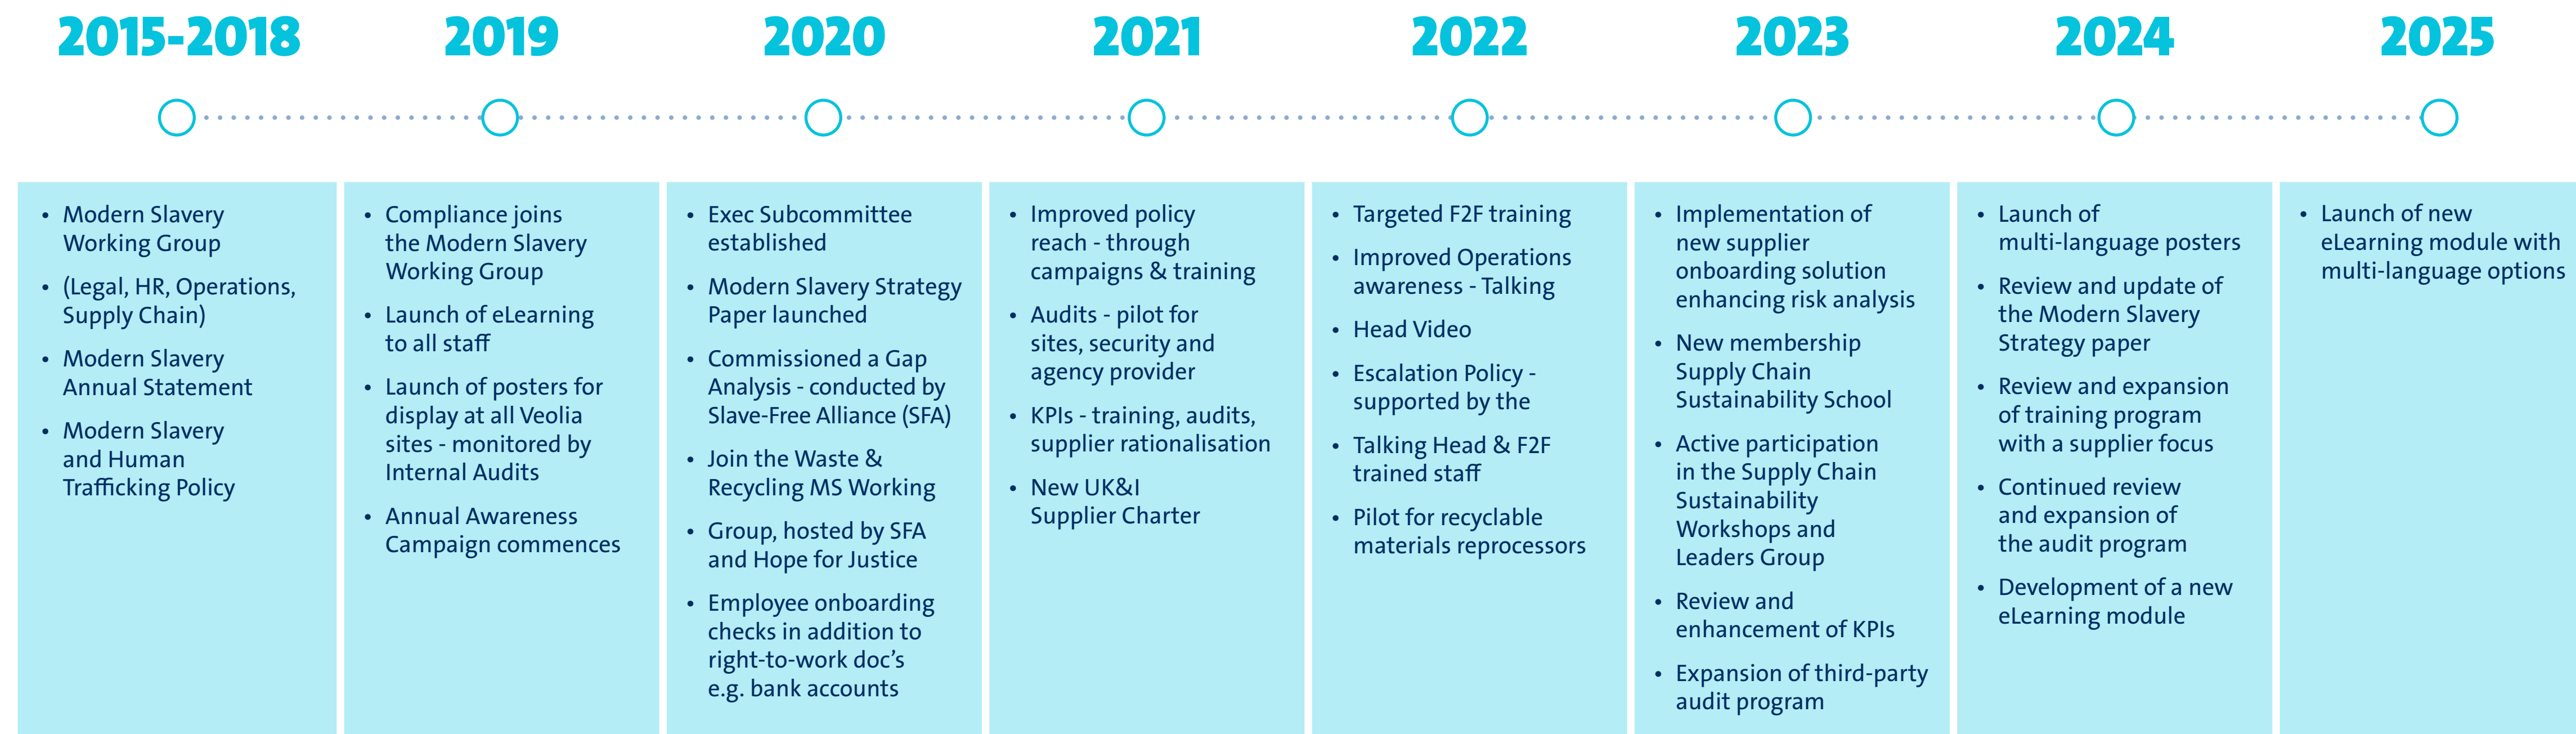 2015-2018
2019
2020
2021
2022
2023
2024
2025
• Modern Slavery
Working Group
• (Legal, HR, Operations,
Supply Chain)
• Modern Slavery
Annual Statement
• Modern Slavery
and Human
Trafficking Policy
• Compliance joins
the Modern Slavery
Working Group
• Launch of eLearning
to all staff
• Launch of posters for
display at all Veolia
sites - monitored by
Internal Audits
• Annual Awareness
Campaign commences
• Exec Subcommittee
established
• Modern Slavery Strategy
Paper launched
• Commissioned a Gap
Analysis - conducted by
Slave-Free Alliance (SFA)
• Join the Waste &
Recycling MS Working
• Group, hosted by SFA
and Hope for Justice
• Employee onboarding
checks in addition to
right-to-work doc’s
e.g. bank accounts
• Improved policy
reach - through
campaigns & training
• Audits - pilot for
sites, security and
agency provider
• KPIs - training, audits,
supplier rationalisation
• New UK&I
Supplier Charter
• Targeted F2F training
• Improved Operations
awareness - Talking
• Head Video
• Escalation Policy -
supported by the
• Talking Head & F2F
trained staff
• Pilot for recyclable
materials reprocessors
• Implementation of
new supplier
onboarding solution
enhancing risk analysis
• New membership
Supply Chain
Sustainability School
• Active participation
in the Supply Chain
Sustainability
Workshops and
Leaders Group
• Review and
enhancement of KPIs
• Expansion of third-party
audit program
• Launch of
multi-language posters
• Review and update of
the Modern Slavery
Strategy paper
• Review and expansion
of training program
with a supplier focus
• Continued review
and expansion of
the audit program
• Development of a new
eLearning module
• Launch of new
eLearning module with
multi-language options